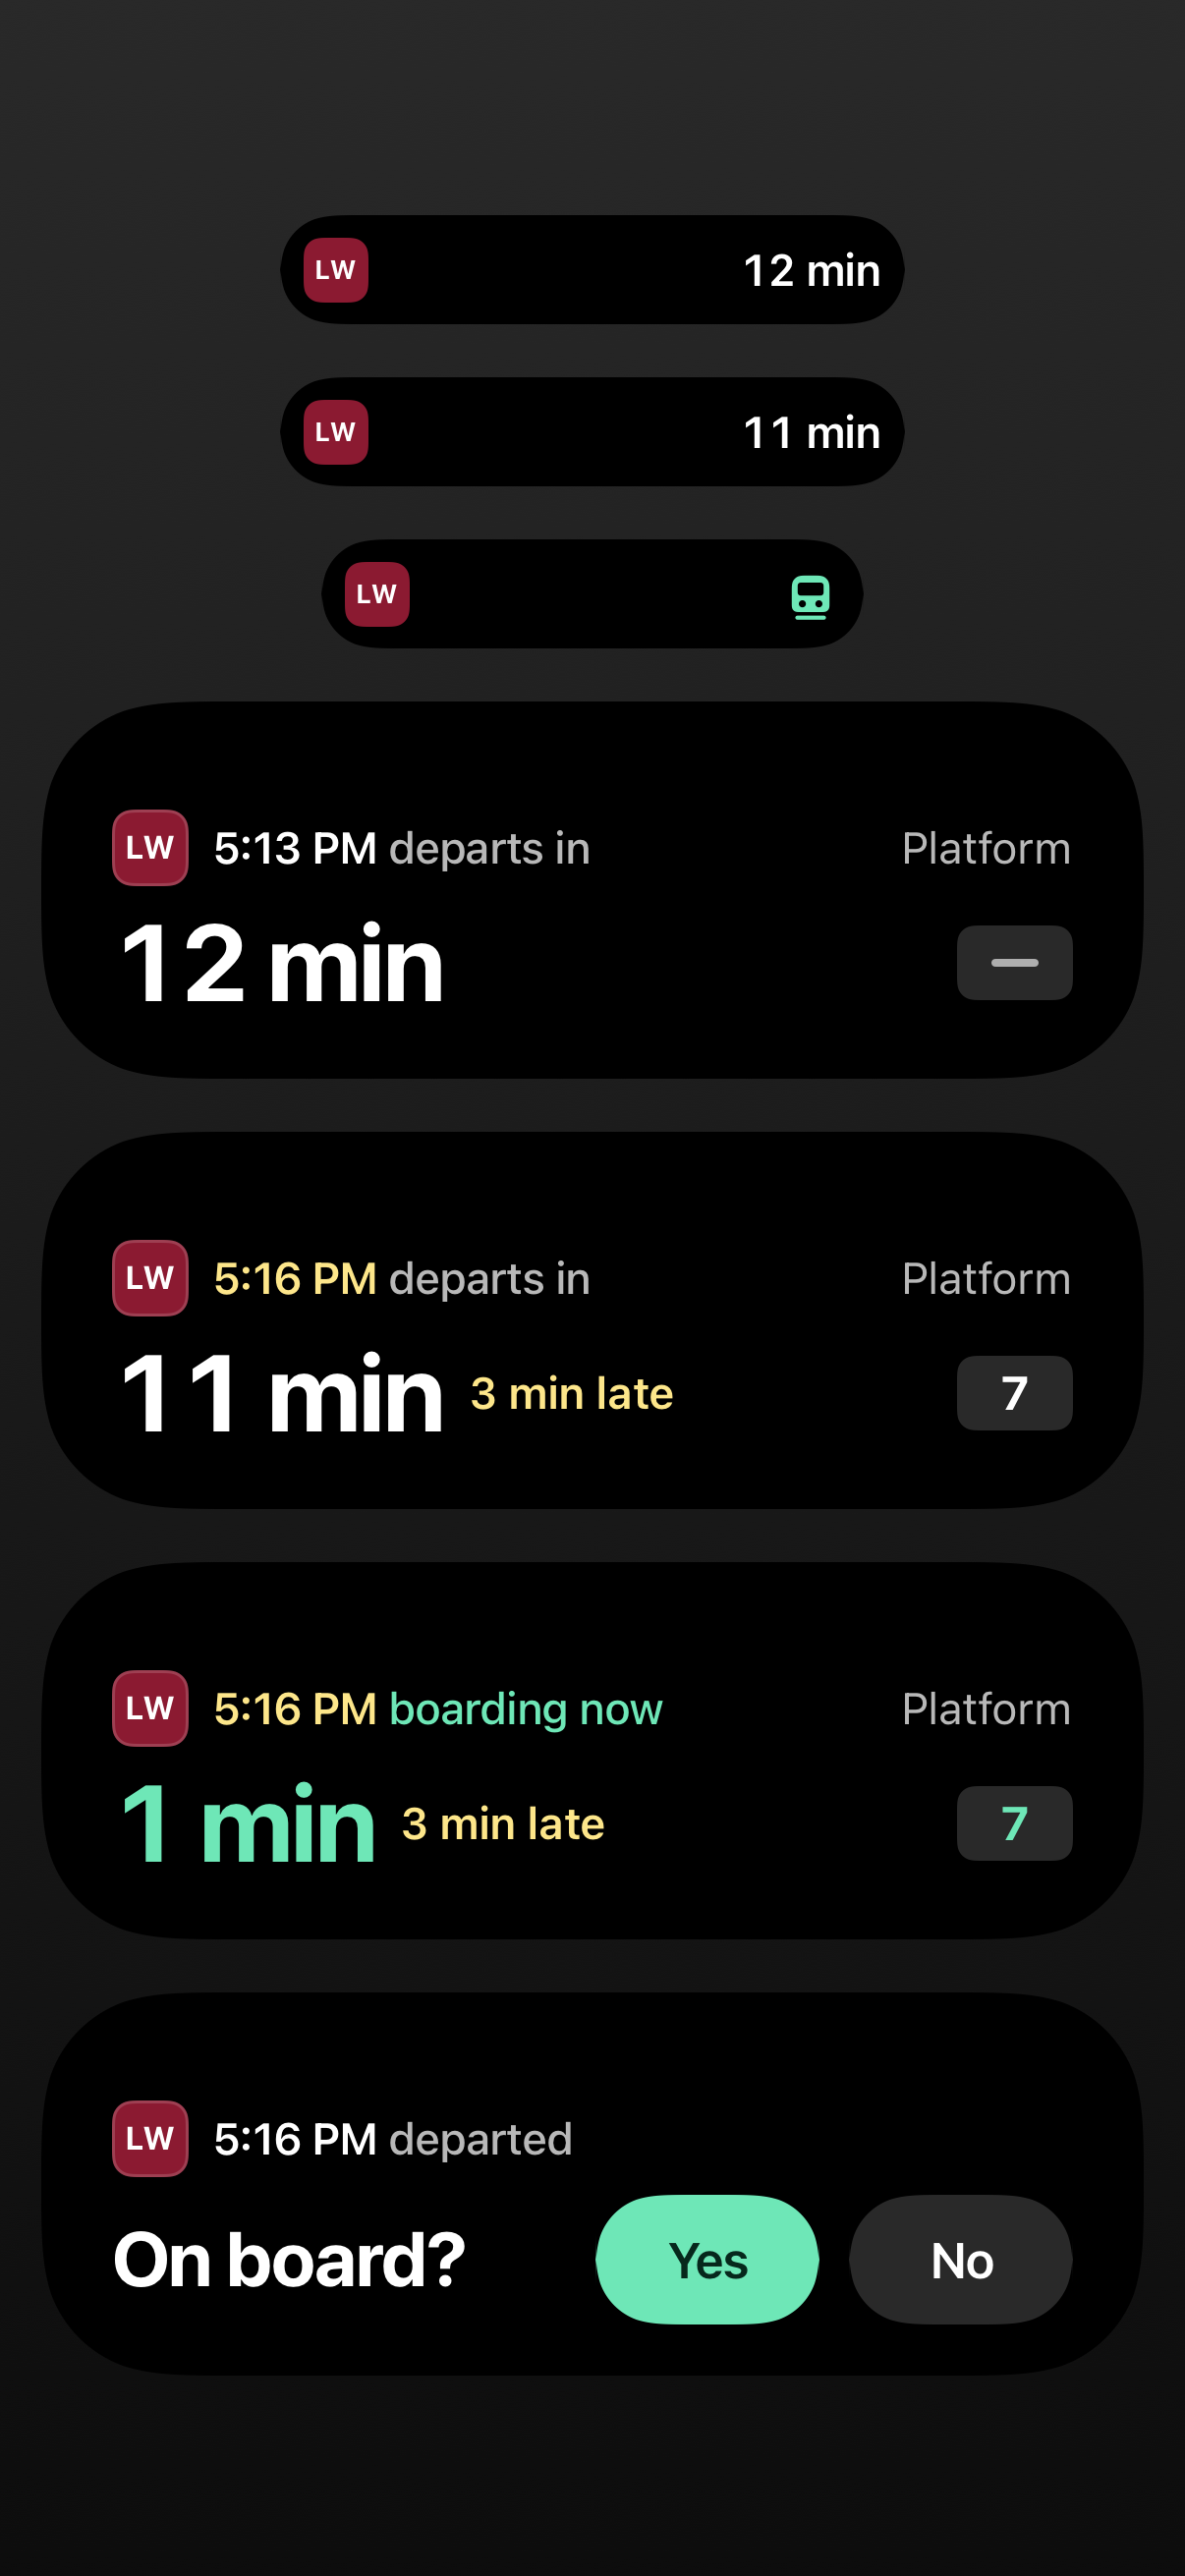 LW 12 min
LW 11 min
LW
LW 5:13 PM departs in Platform
12 min —
LW 5:16 PM departs in Platform
11 min 3 min late 7
LW 5:16 PM boarding now Platform
1 min 3 min late 7
LW 5:16 PM departed
On board? Yes No